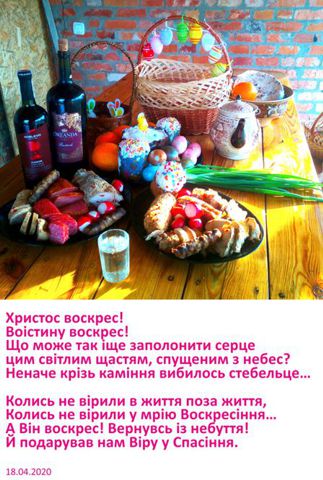 OREANDA
Христос воскрес!
Воістину воскрес!
Що може так іще заполонити серце
цим світлим щастям, спущеним з небес?
Неначе крізь каміння вибилось стебельце...
Колись не вірили в життя поза життя,
Колись не вірили у мрію Воскресіння...
А Він воскрес! Вернувсь із небуття!
Й подарував нам Віру у Спасіння.
18.04.2020